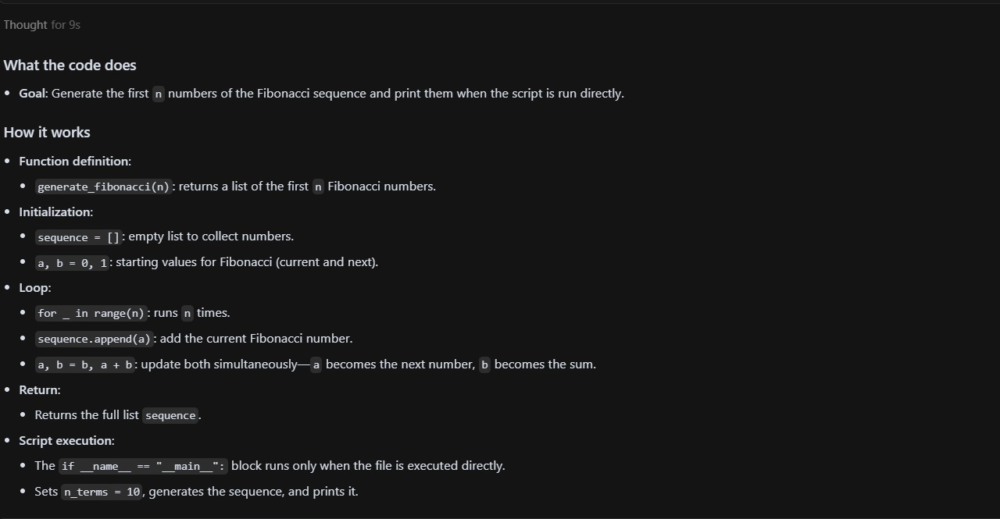 Thought for 9s
What the code does
• Goal: Generate the first n numbers of the Fibonacci sequence and print them when the script is run directly.
How it works
• Function definition:
• generate_fibonacci(n): returns a list of the first n Fibonacci numbers.
• Initialization:
• sequence = []: empty list to collect numbers.
• a, b = 0, 1: starting values for Fibonacci (current and next).
• Loop:
• for _ in range(n): runs n times.
• sequence.append(a): add the current Fibonacci number.
• a, b = b, a + b: update both simultaneously—a becomes the next number, b becomes the sum.
• Return:
• Returns the full list sequence.
• Script execution:
• The if __name__ == "__main__": block runs only when the file is executed directly.
• Sets n_terms = 10, generates the sequence, and prints it.